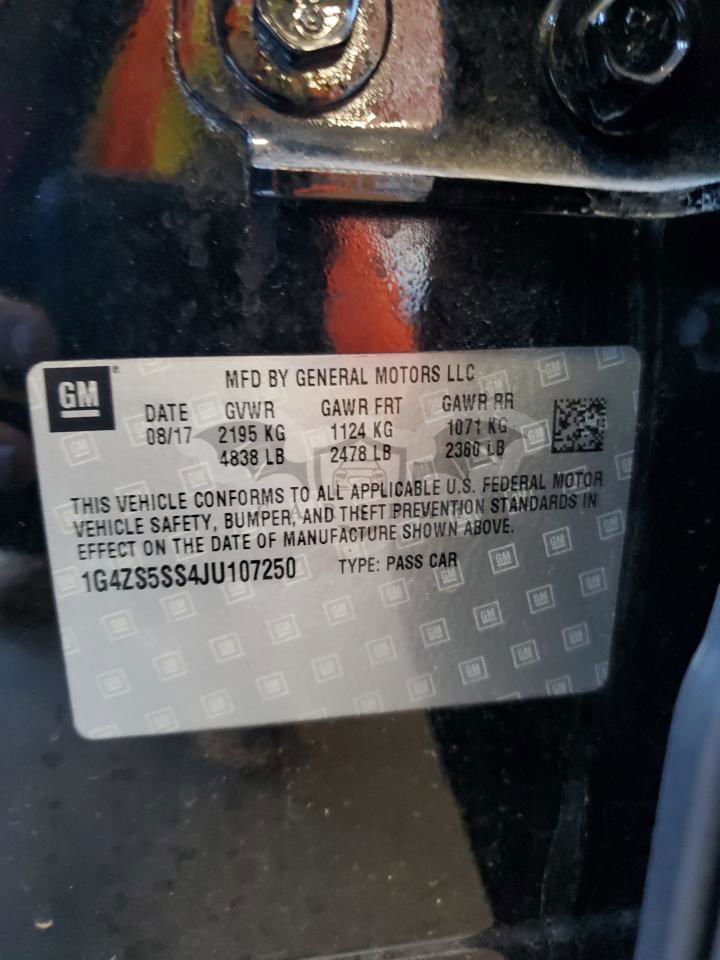 GM
MFD BY GENERAL MOTORS LLC
DATE GVWR GAWR FRT GAWR RR
08/17 2195 KG 1124 KG 1071 KG
4838 LB 2478 LB 2360 LB
THIS VEHICLE CONFORMS TO ALL APPLICABLE U.S. FEDERAL MOTOR
VEHICLE SAFETY, BUMPER, AND THEFT PREVENTION STANDARDS IN
EFFECT ON THE DATE OF MANUFACTURE SHOWN ABOVE.
1G4ZS5SS4JU107250 TYPE: PASS CAR